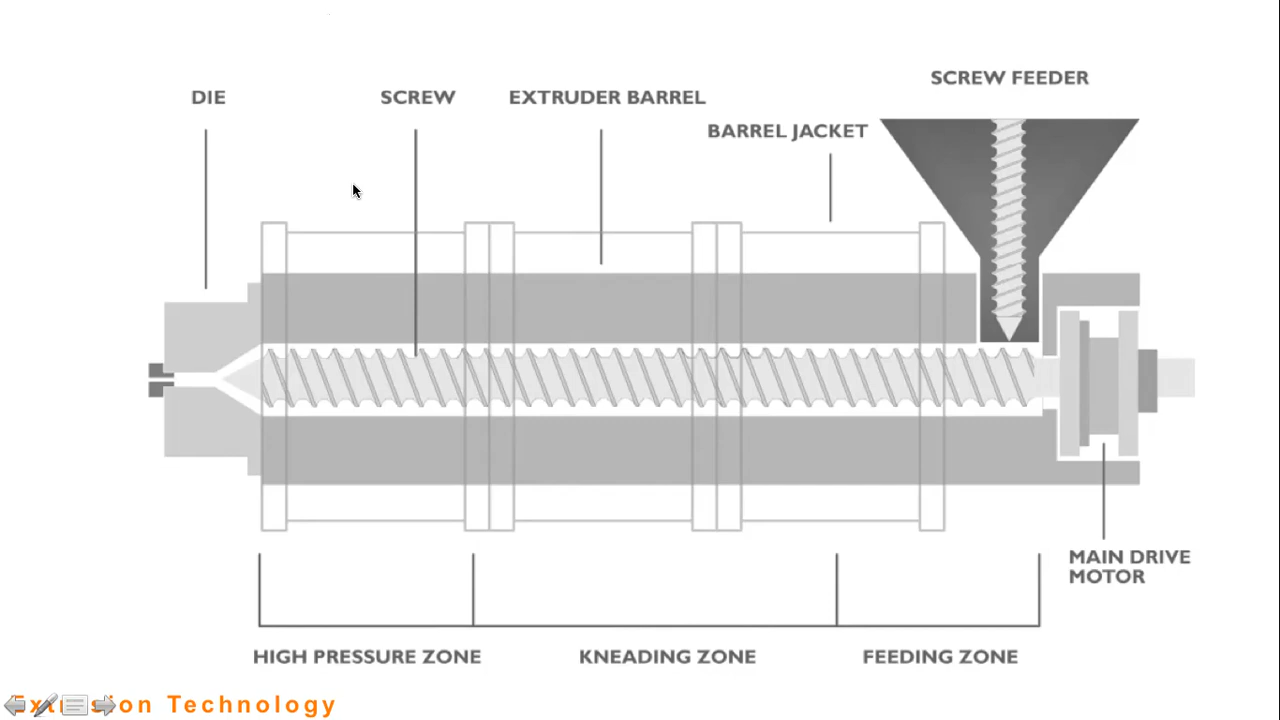 SCREW FEEDER
DIE
SCREW
EXTRUDER BARREL
BARREL JACKET
MAIN DRIVE
MOTOR
HIGH PRESSURE ZONE
KNEADING ZONE
FEEDING ZONE
Extrusion Technology